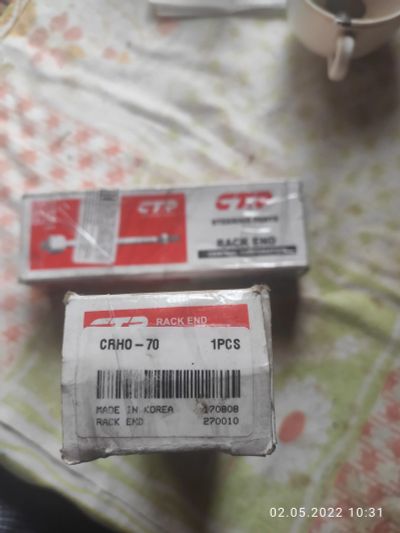 CTR
CTR
STEERING PARTS
RACK END
CTR RACK END
CRHO-70 1PCS
MADE IN KOREA 170808
RACK END 270010
02.05.2022 10:31